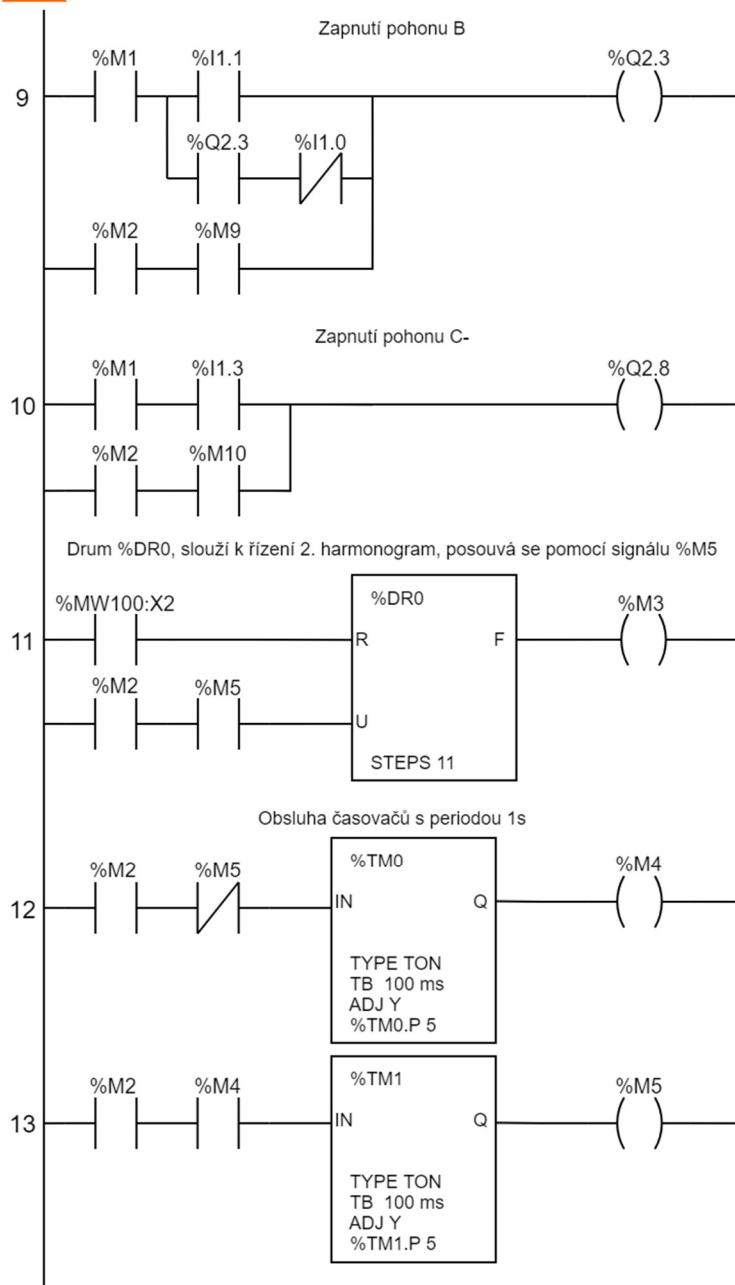 Zapnutí pohonu B
%M1 %I1.1 %Q2.3
9
%Q2.3 %I1.0
%M2 %M9
Zapnutí pohonu C-
%M1 %I1.3 %Q2.8
10
%M2 %M10
Drum %DR0, slouží k řízení 2. harmonogram, posouvá se pomocí signálu %M5
%MW100:X2 %DR0 %M3
11 R F
%M2 %M5
U
STEPS 11
Obsluha časovačů s periodou 1s
%M2 %M5 %TM0 %M4
12 IN Q
TYPE TON
TB 100 ms
ADJ Y
%TM0.P 5
%M2 %M4 %TM1 %M5
13 IN Q
TYPE TON
TB 100 ms
ADJ Y
%TM1.P 5